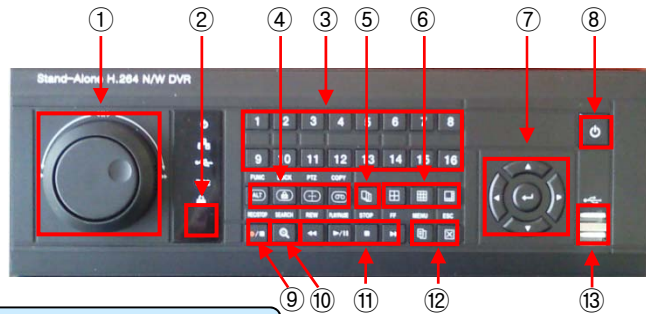 ① ② ③ ④ ⑤ ⑥ ⑦ ⑧
Stand-Alone H.264 N/W DVR
1 2 3 4 5 6 7 8
9 10 11 12 13 14 15 16
FUNC PTZ COPY
ALT
REC/STOP SEARCH REW PLAY/PAUSE STOP FF MENU ESC
⑨ ⑩ ⑪ ⑫ ⑬